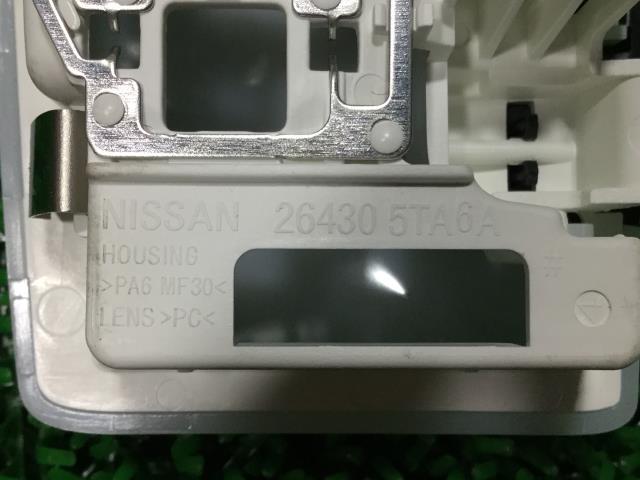 NISSAN 26430 5TA6A
HOUSING
>PA6 MF30<
LENS >PC<